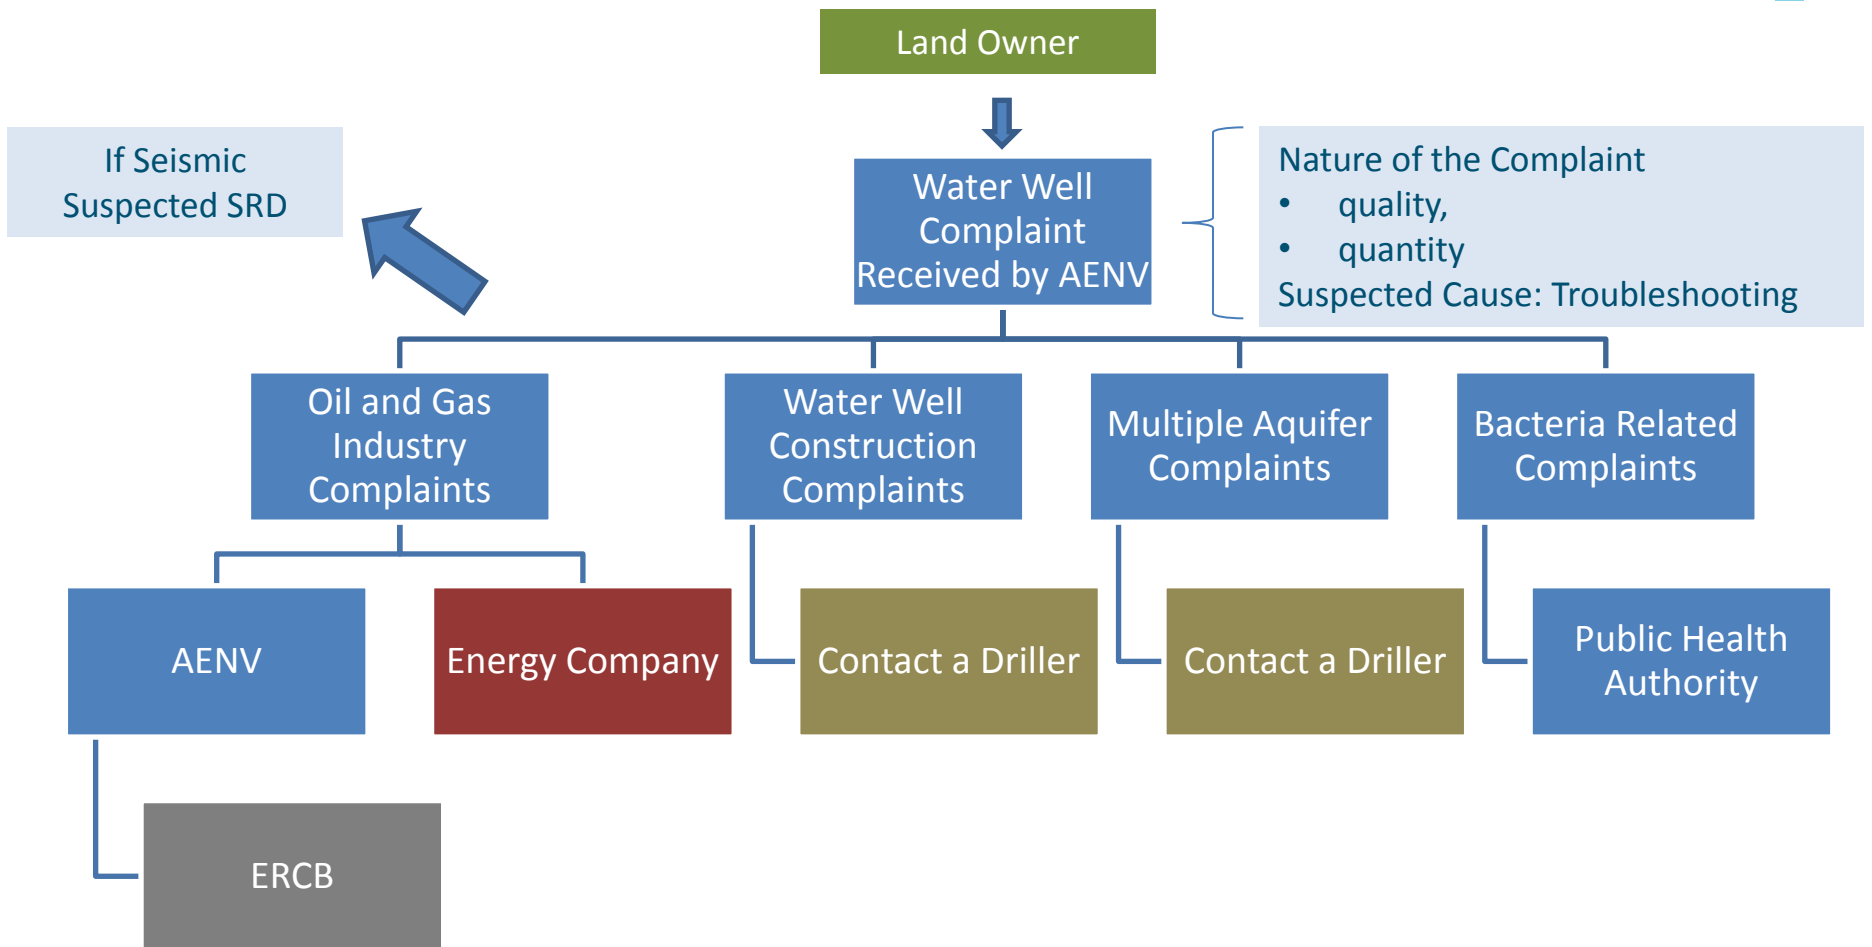 Land Owner
If Seismic
Suspected SRD
Water Well
Complaint
Received by AENV
Nature of the Complaint
• quality,
• quantity
Suspected Cause: Troubleshooting
Oil and Gas
Industry
Complaints
Water Well
Construction
Complaints
Multiple Aquifer
Complaints
Bacteria Related
Complaints
AENV
Energy Company
Contact a Driller
Contact a Driller
Public Health
Authority
ERCB